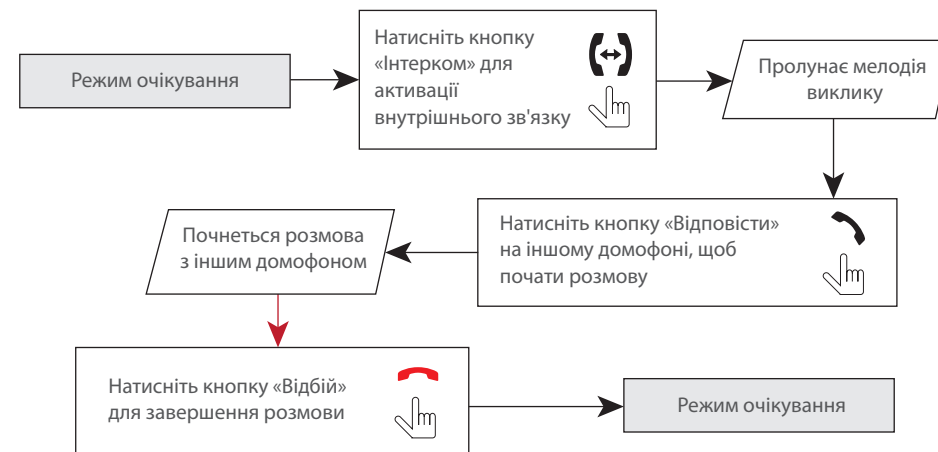 Режим очікування
Натисніть кнопку
«Інтерком» для
активації
внутрішнього зв'язку
Пролунає мелодія
виклику
Натисніть кнопку «Відповісти»
на іншому домофоні, щоб
почати розмову
Почнеться розмова
з іншим домофоном
Натисніть кнопку «Відбій»
для завершення розмови
Режим очікування